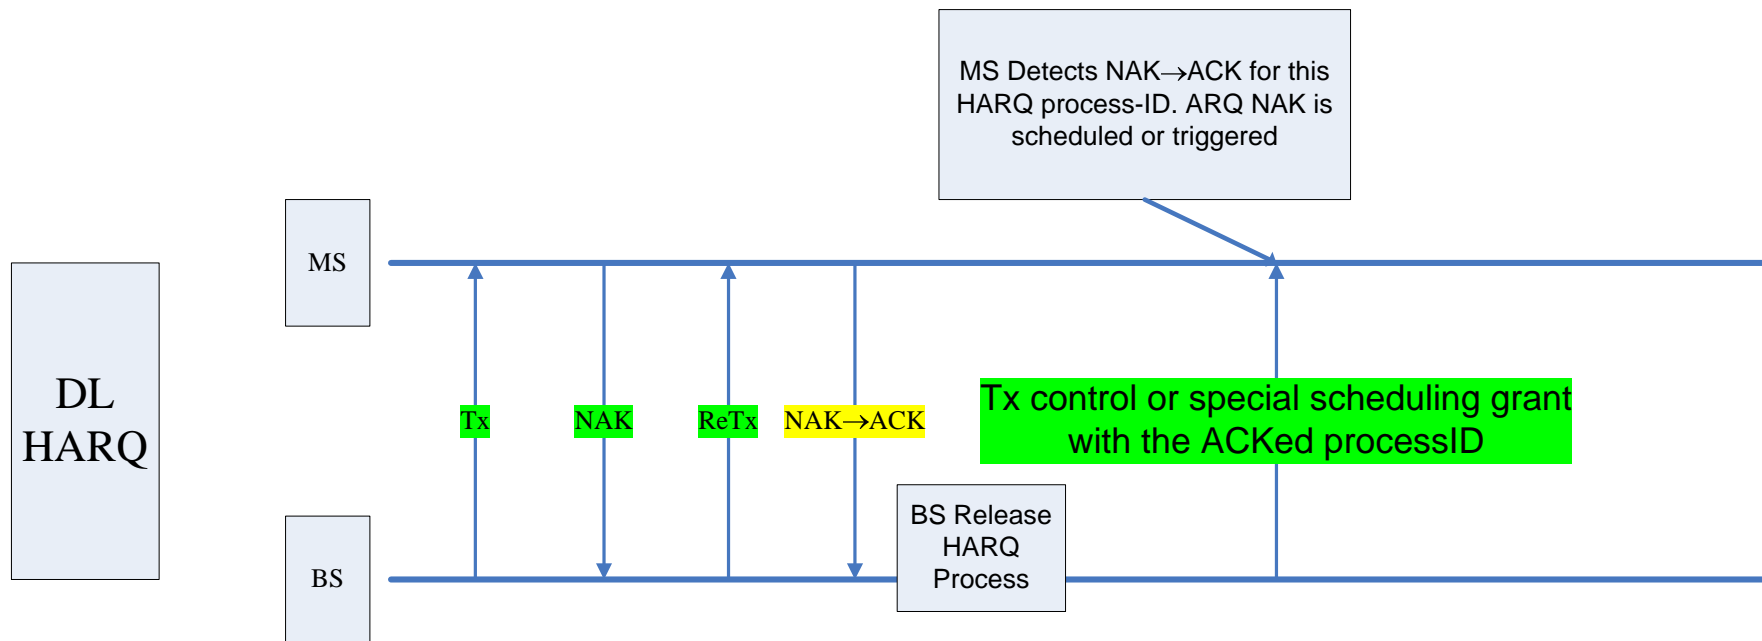 MS Detects NAK→ACK for this
HARQ process-ID. ARQ NAK is
scheduled or triggered
MS
DL
HARQ
Tx
NAK
ReTx
NAK→ACK
Tx control or special scheduling grant
with the ACKed processID
BS Release
HARQ
Process
BS